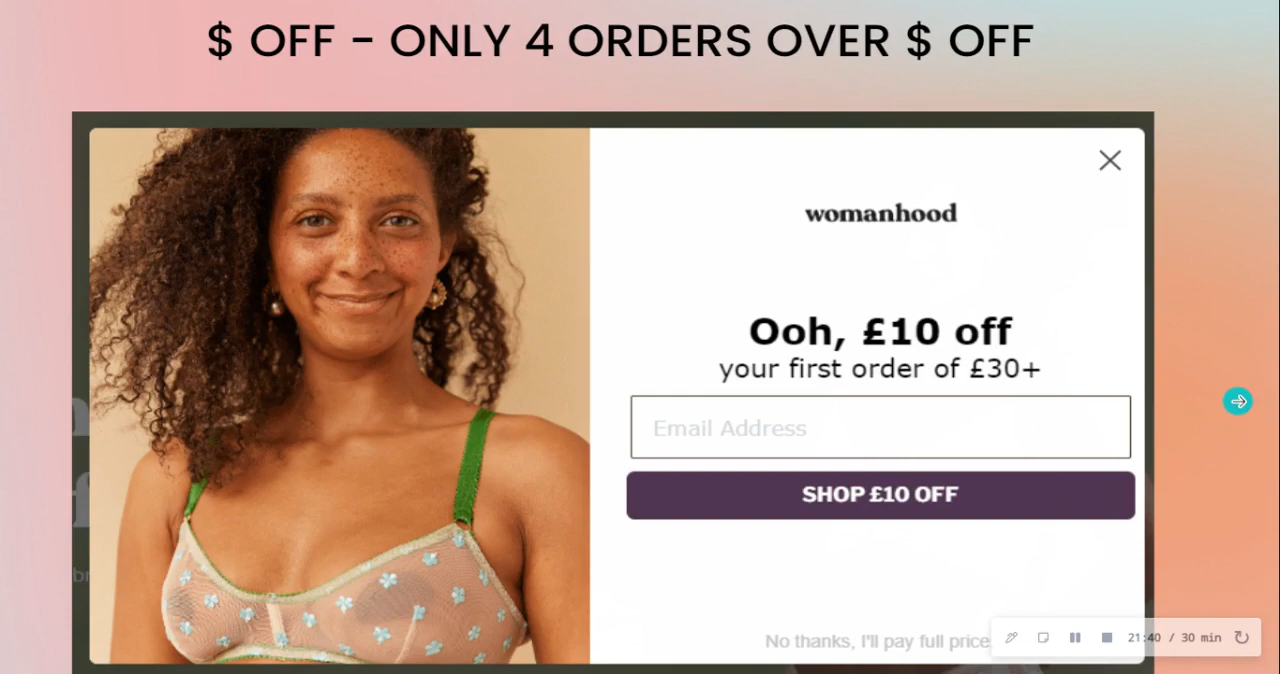 $ OFF - ONLY 4 ORDERS OVER $ OFF
womanhood
Ooh, £10 off
your first order of £30+
Email Address
SHOP £10 OFF
No thanks, I'll pay full price
21:40 / 30 min